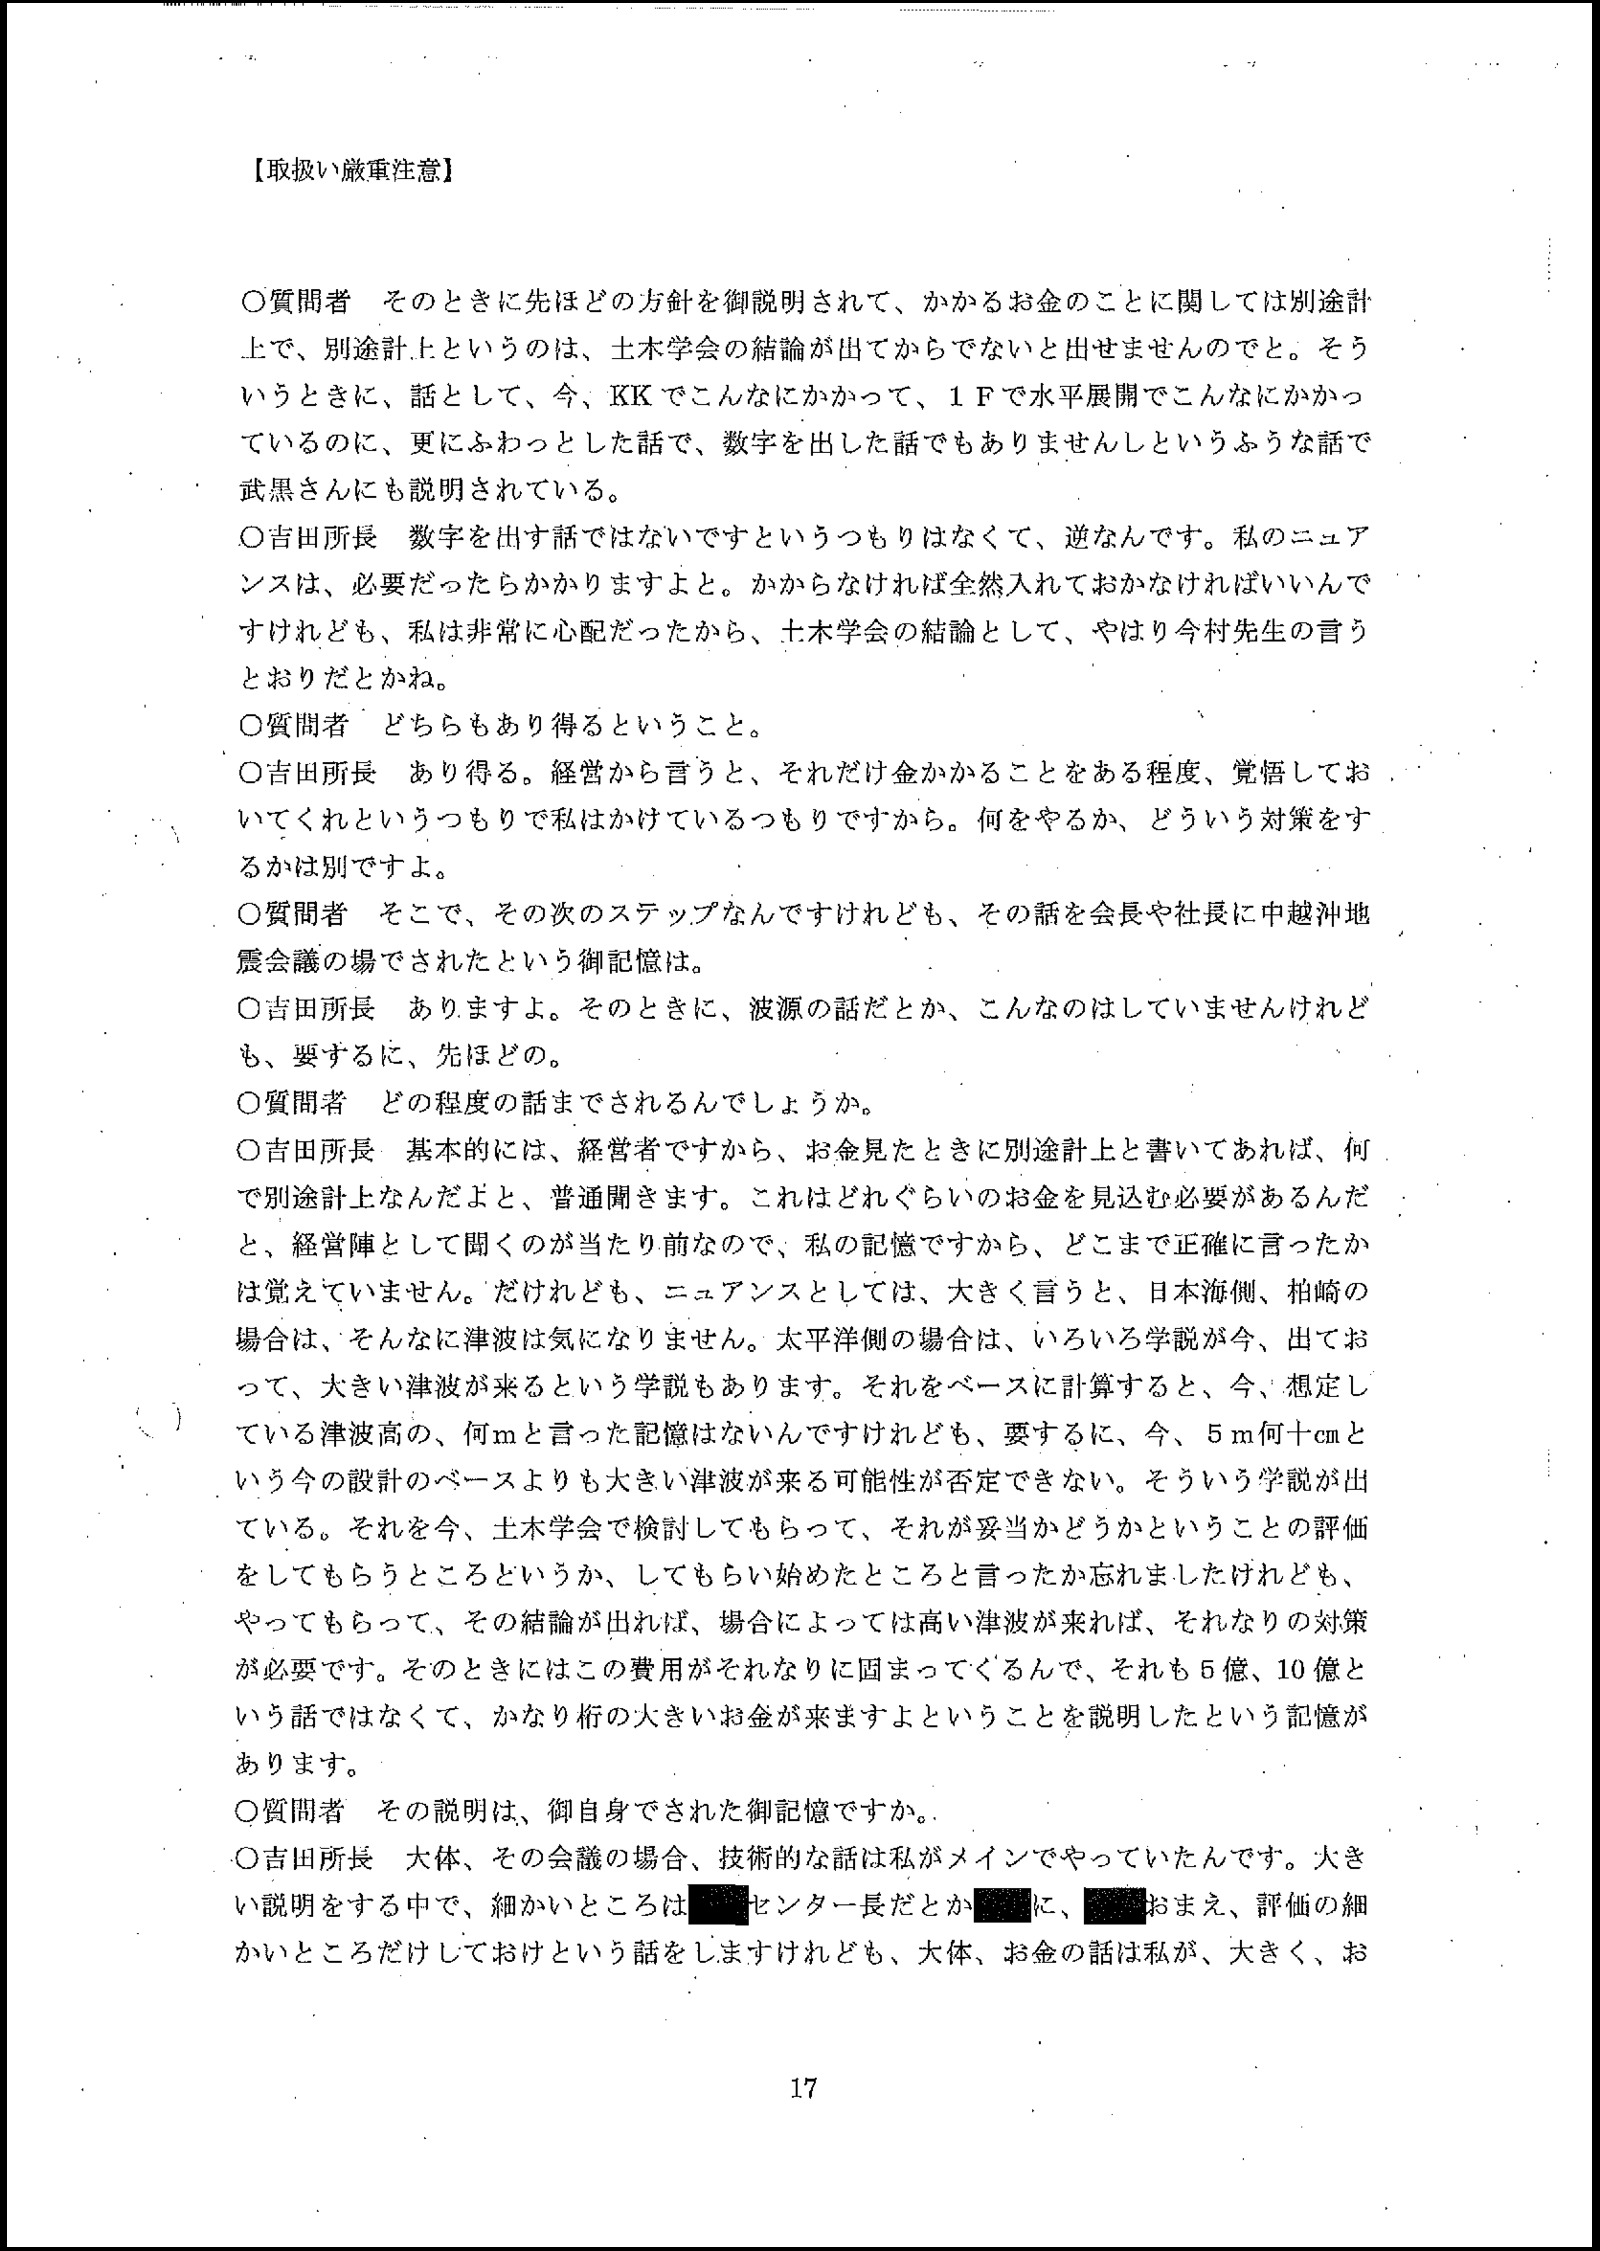 【取扱い厳重注意】
○質問者　そのときに先ほどの方針を御説明されて、かかるお金のことに関しては別途計
上で、別途計上というのは、土木学会の結論が出てからでないと出せませんのでと。そう
いうときに、話として、今、KKでこんなにかかって、１Ｆで水平展開でこんなにかかっ
ているのに、更にふわっとした話で、数字を出した話でもありませんしというふうな話で
武黒さんにも説明されている。
○吉田所長　数字を出す話ではないですというつもりはなくて、逆なんです。私のニュア
ンスは、必要だったらかかりますよと。かからなければ全然入れておかなければいいんで
すけれども、私は非常に心配だったから、土木学会の結論として、やはり今村先生の言う
とおりだとかね。
○質問者　どちらもあり得るということ。
○吉田所長　あり得る。経営から言うと、それだけ金かかることをある程度、覚悟してお
いてくれというつもりで私はかけているつもりですから。何をやるか、どういう対策をす
るかは別ですよ。
○質問者　そこで、その次のステップなんですけれども、その話を会長や社長に中越沖地
震会議の場でされたという御記憶は。
○吉田所長　ありますよ。そのときに、波源の話だとか、こんなのはしていませんけれど
も、要するに、先ほどの。
○質問者　どの程度の話までされるんでしょうか。
○吉田所長　基本的には、経営者ですから、お金見たときに別途計上と書いてあれば、何
で別途計上なんだよと、普通聞きます。これはどれぐらいのお金を見込む必要があるんだ
と、経営陣として聞くのが当たり前なので、私の記憶ですから、どこまで正確に言ったか
は覚えていません。だけれども、ニュアンスとしては、大きく言うと、日本海側、柏崎の
場合は、そんなに津波は気になりません。太平洋側の場合は、いろいろ学説が今、出てお
って、大きい津波が来るという学説もあります。それをベースに計算すると、今、想定し
ている津波高の、何ｍと言った記憶はないんですけれども、要するに、今、５ｍ何十㎝と
いう今の設計のベースよりも大きい津波が来る可能性が否定できない。そういう学説が出
ている。それを今、土木学会で検討してもらって、それが妥当かどうかということの評価
をしてもらうところというか、してもらい始めたところと言ったか忘れましたけれども、
やってもらって、その結論が出れば、場合によっては高い津波が来れば、それなりの対策
が必要です。そのときにはこの費用がそれなりに固まってくるんで、それも５億、10億と
いう話ではなくて、かなり桁の大きいお金が来ますよということを説明したという記憶が
あります。
○質問者　その説明は、御自身でされた御記憶ですか。
○吉田所長　大体、その会議の場合、技術的な話は私がメインでやっていたんです。大き
い説明をする中で、細かいところはセンター長だとかに、おまえ、評価の細
かいところだけしておけという話をしますけれども、大体、お金の話は私が、大きく、お
17